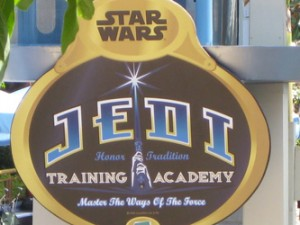 STAR
WARS
JEDI
Honor Tradition
TRAINING ACADEMY
Master The Ways Of The Force